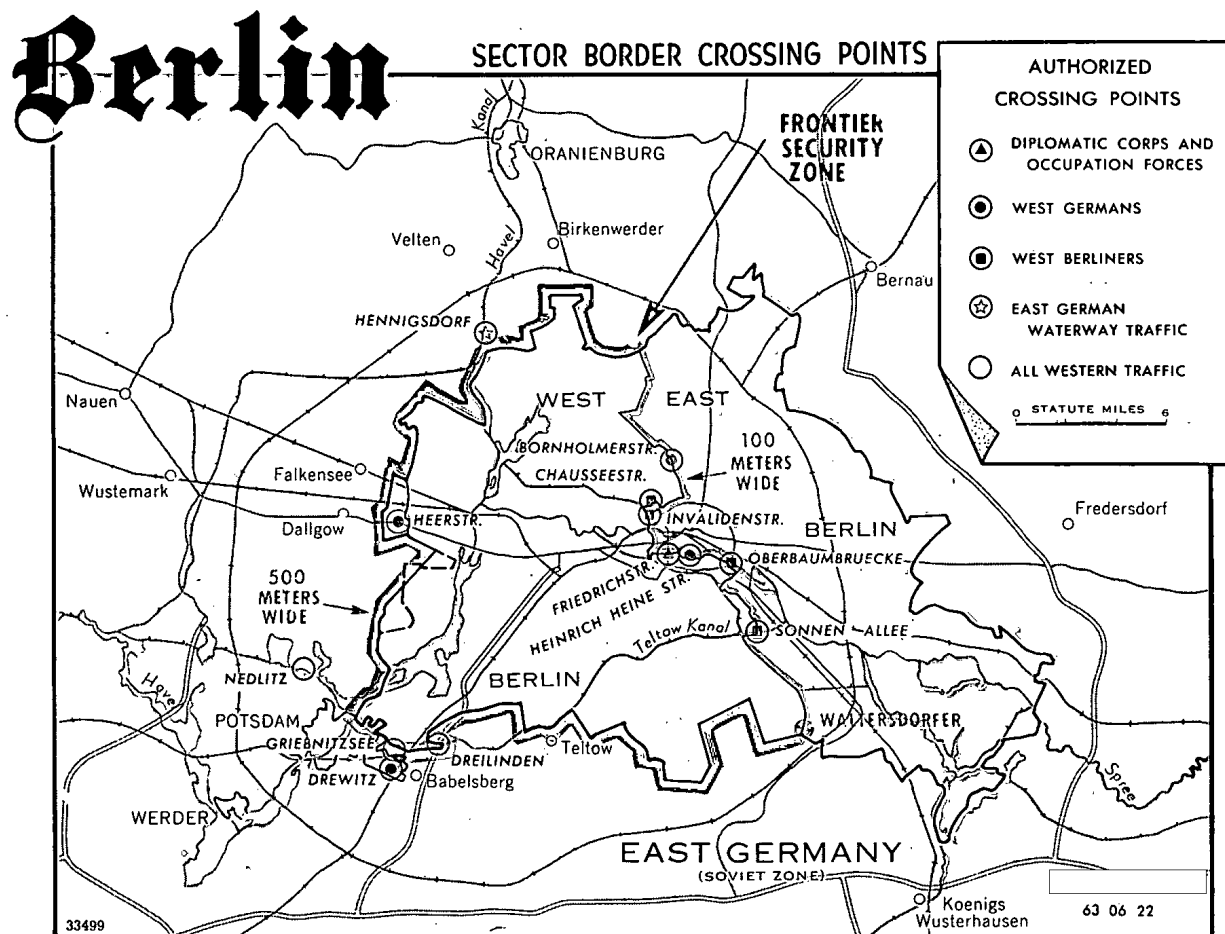 Berlin
SECTOR BORDER CROSSING POINTS
AUTHORIZED
CROSSING POINTS
DIPLOMATIC CORPS AND
OCCUPATION FORCES
WEST GERMANS
WEST BERLINERS
EAST GERMAN
WATERWAY TRAFFIC
ALL WESTERN TRAFFIC
0 STATUTE MILES 6
Kanal
ORANIENBURG
FRONTIER
SECURITY
ZONE
Velten
Havel
Birkenwerder
Bernau
HENNIGSDORF
Nauen
WEST
EAST
BORNHOLMERSTR.
100
METERS
WIDE
CHAUSSEESTR.
Falkensee
Wustemark
Dallgow
HEERSTR.
INVALIDENSTR.
BERLIN
Fredersdorf
OBERBAUMBRUECKE
FRIEDRICHSTR.
HEINRICH HEINE STR.
500
METERS
WIDE
Teltow Kanal
SONNEN ALLEE
NEDLITZ
Have
BERLIN
POTSDAM
WALTERSDORFER
GRIEBNITZSEE
Teltow
DREILINDEN
DREWITZ
Babelsberg
Spree
WERDER
EAST GERMANY
(SOVIET ZONE)
Koenigs
Wusterhausen
63 06 22
33499